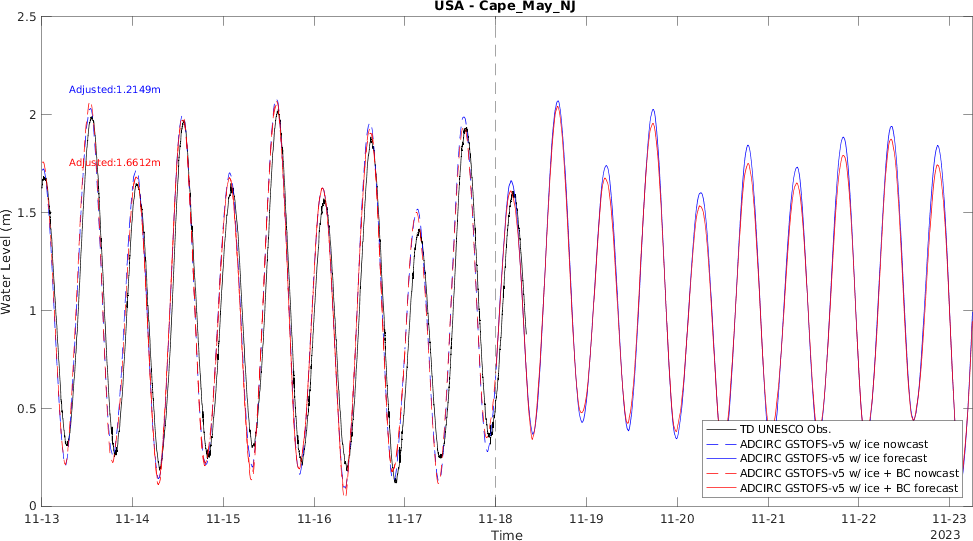 USA - Cape_May_NJ
2.5
2
1.5
1
0.5
0
Water Level (m)
Adjusted:1.2149m
Adjusted:1.6612m
TD UNESCO Obs.
ADCIRC GSTOFS-v5 w/ ice nowcast
ADCIRC GSTOFS-v5 w/ ice forecast
ADCIRC GSTOFS-v5 w/ ice + BC nowcast
ADCIRC GSTOFS-v5 w/ ice + BC forecast
11-13 11-14 11-15 11-16 11-17 11-18 11-19 11-20 11-21 11-22 11-23
Time
2023